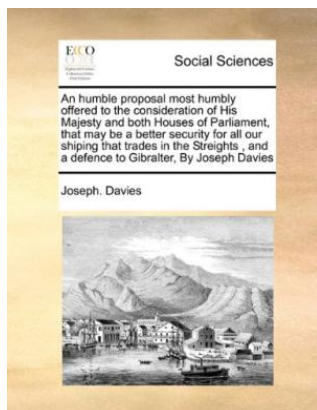 ECCO
Social Sciences
An humble proposal most humbly
offered to the consideration of His
Majesty and both Houses of Parliament,
that may be a better security for all our
shiping that trades in the Streights , and
a defence to Gibralter, By Joseph Davies
Joseph. Davies